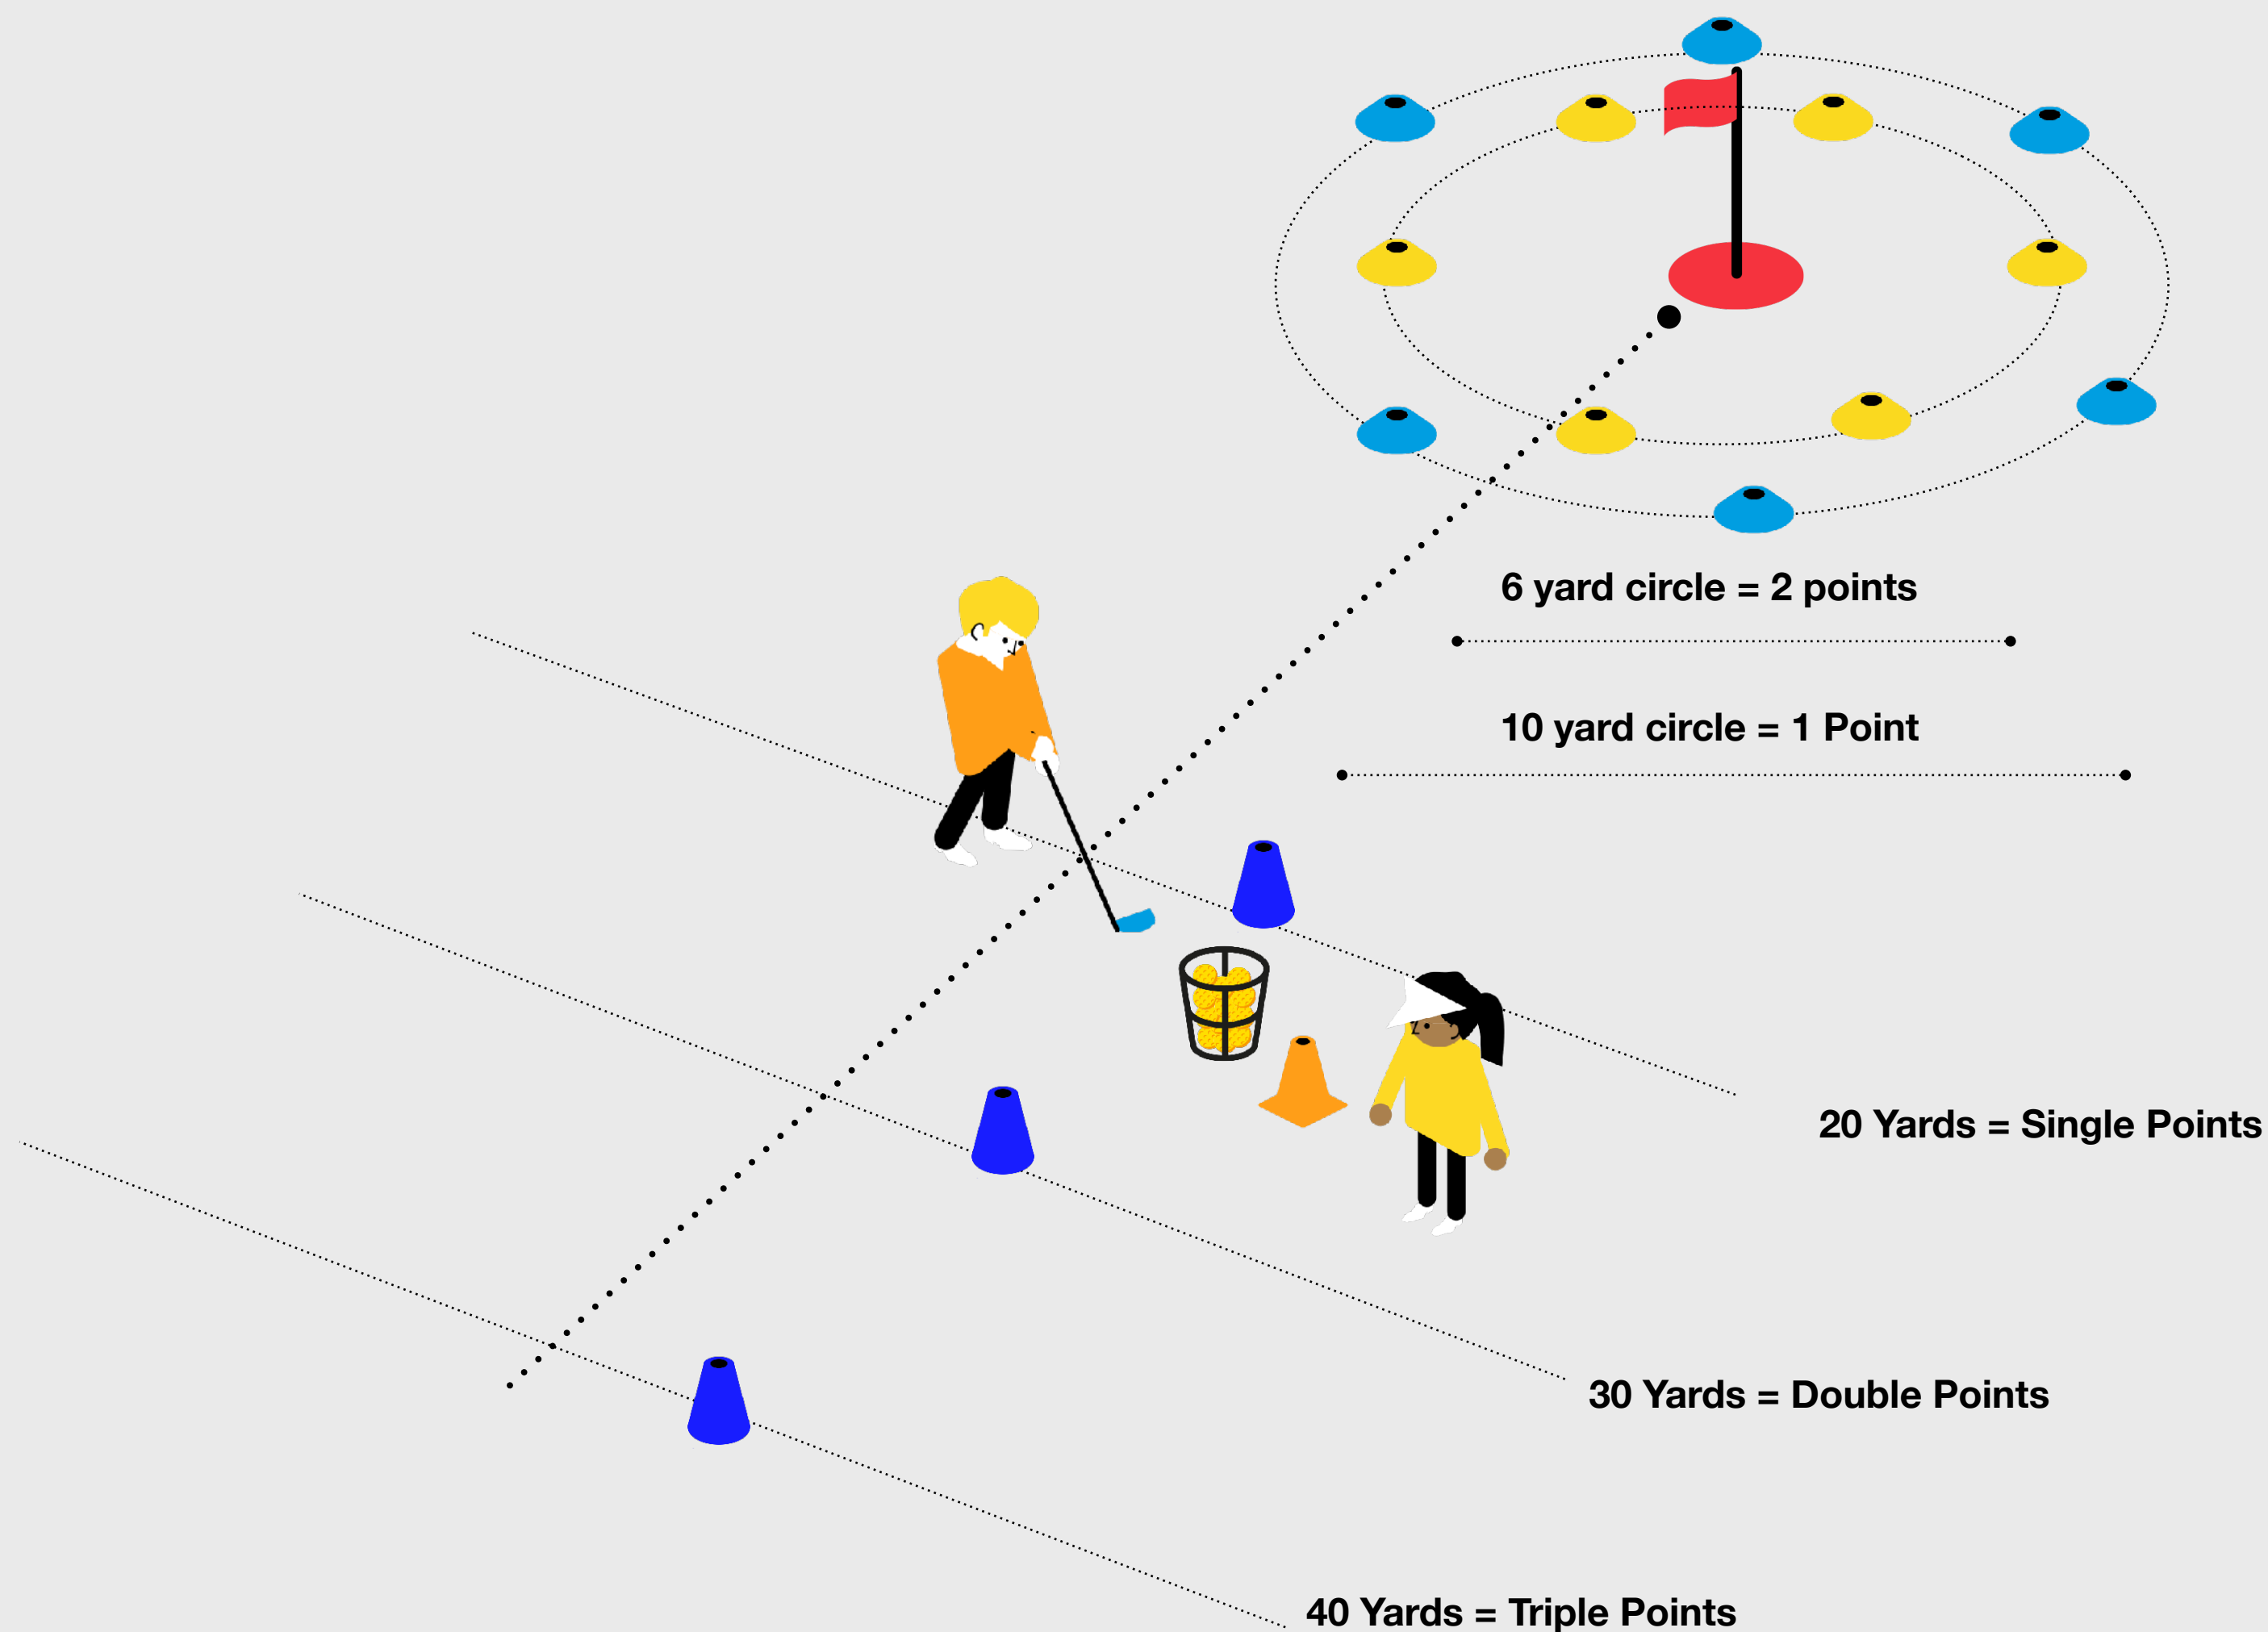 6 yard circle = 2 points
10 yard circle = 1 Point
20 Yards = Single Points
30 Yards = Double Points
40 Yards = Triple Points